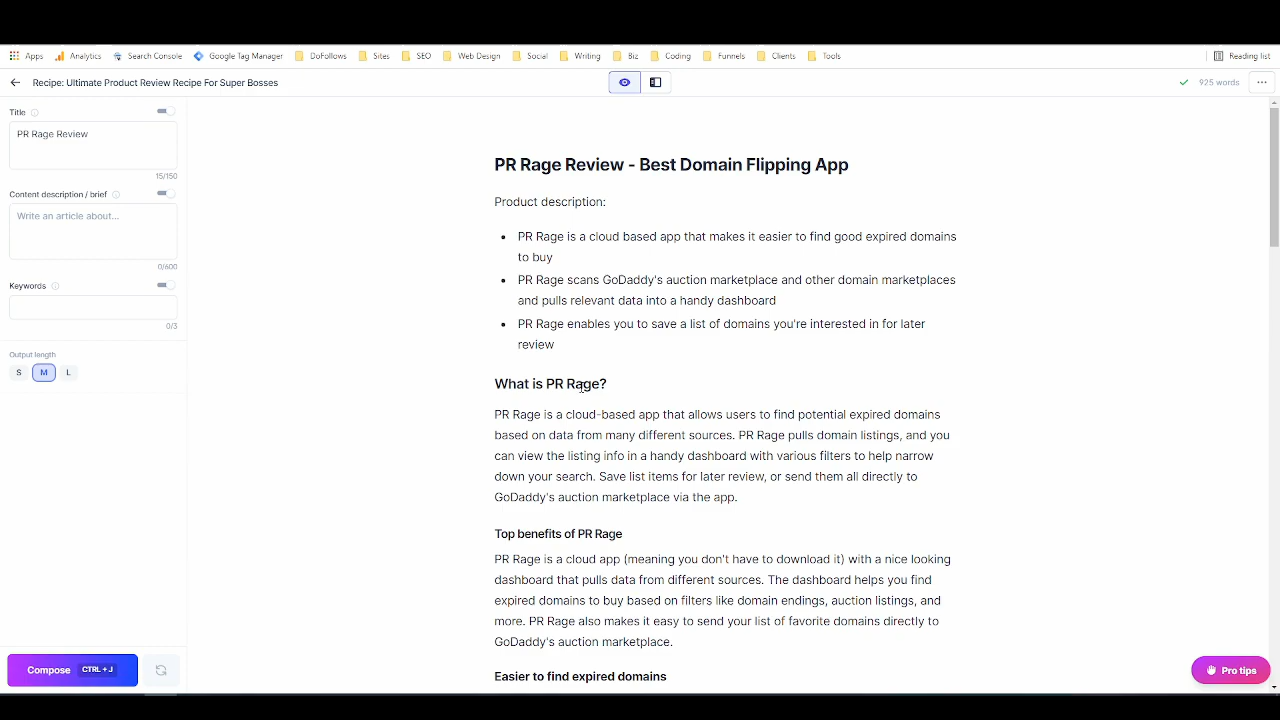 Apps Analytics Search Console Google Tag Manager DoFollows Sites SEO Web Design Social Writing Biz Coding Funnels Clients Tools Reading list
Recipe: Ultimate Product Review Recipe For Super Bosses 925 words
Title
PR Rage Review
15/150
Content description / brief
Write an article about...
0/600
Keywords
0/3
Output length
S M L
Compose CTRL + J
PR Rage Review - Best Domain Flipping App
Product description:
• PR Rage is a cloud based app that makes it easier to find good expired domains
to buy
• PR Rage scans GoDaddy's auction marketplace and other domain marketplaces
and pulls relevant data into a handy dashboard
• PR Rage enables you to save a list of domains you're interested in for later
review
What is PR Rage?
PR Rage is a cloud-based app that allows users to find potential expired domains
based on data from many different sources. PR Rage pulls domain listings, and you
can view the listing info in a handy dashboard with various filters to help narrow
down your search. Save list items for later review, or send them all directly to
GoDaddy's auction marketplace via the app.
Top benefits of PR Rage
PR Rage is a cloud app (meaning you don't have to download it) with a nice looking
dashboard that pulls data from different sources. The dashboard helps you find
expired domains to buy based on filters like domain endings, auction listings, and
more. PR Rage also makes it easy to send your list of favorite domains directly to
GoDaddy's auction marketplace.
Easier to find expired domains
Pro tips